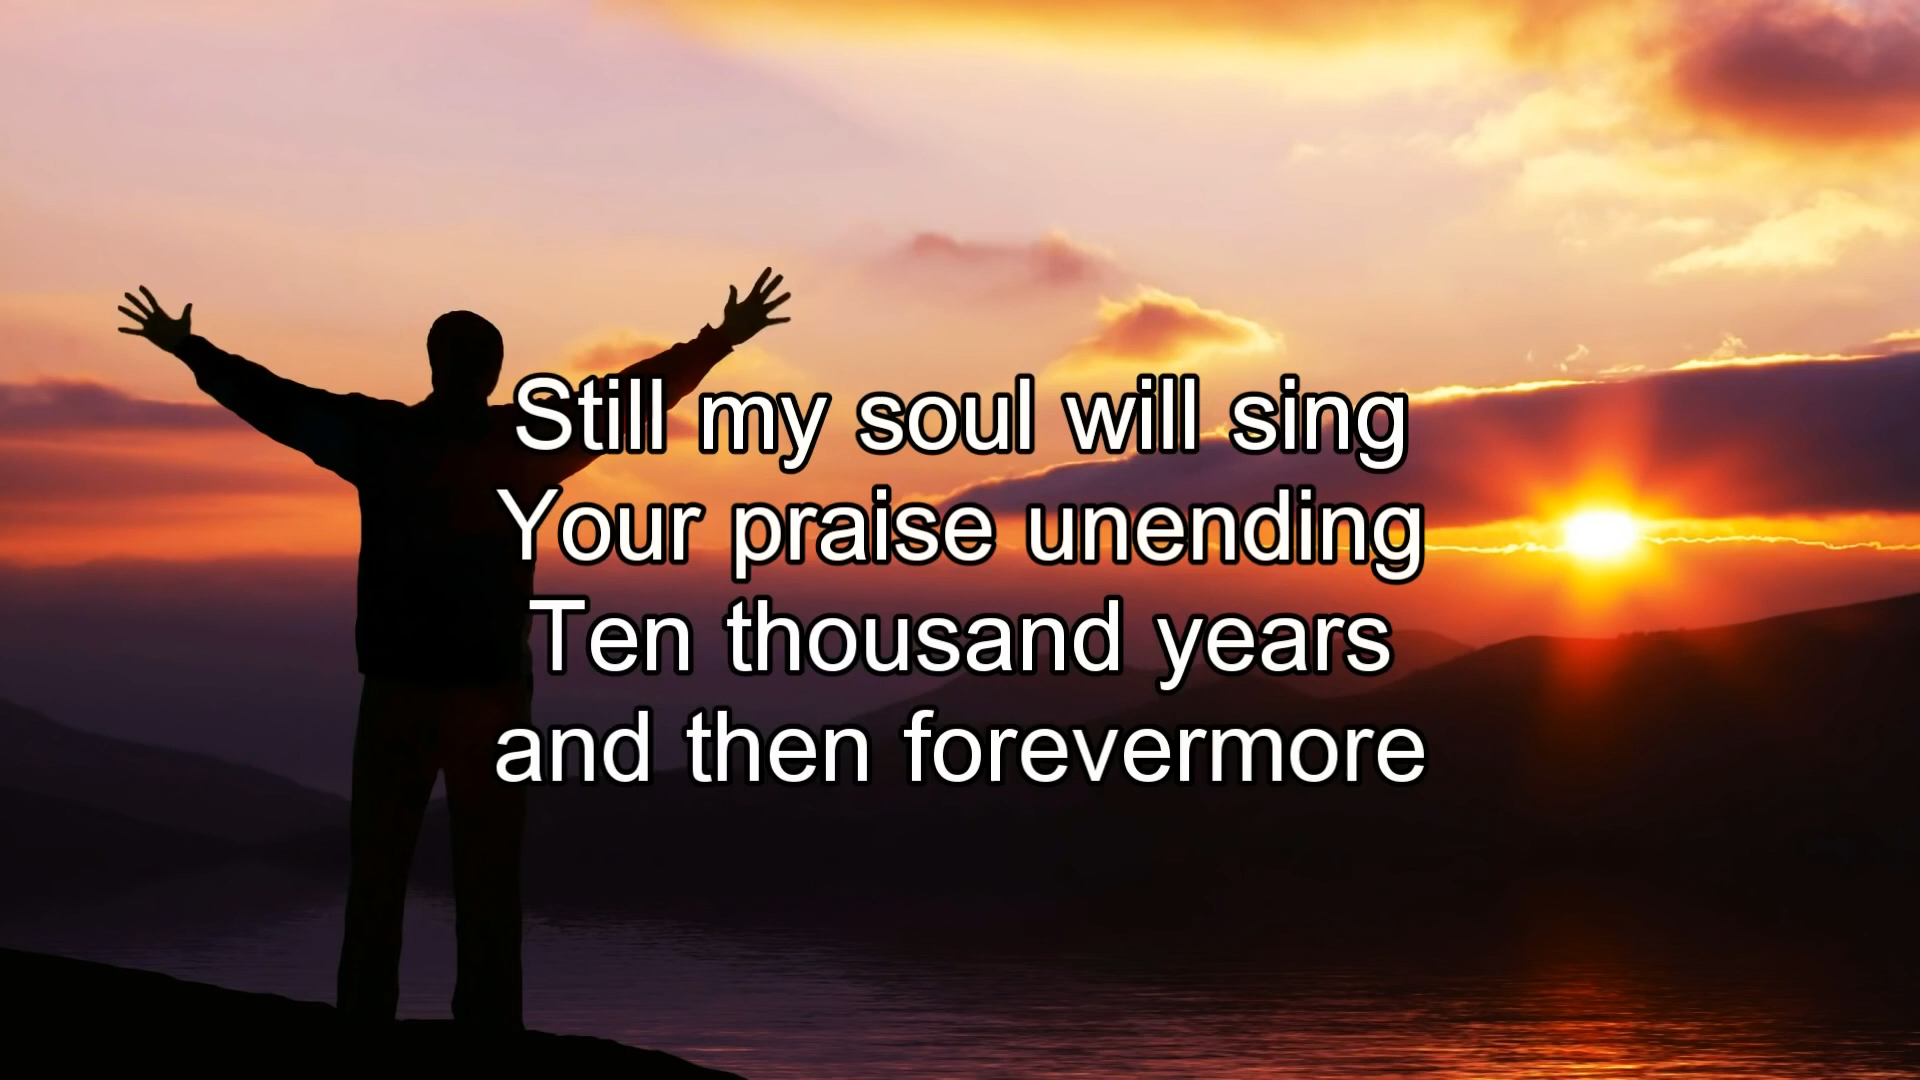 Still my soul will sing
Your praise unending
Ten thousand years
and then forevermore